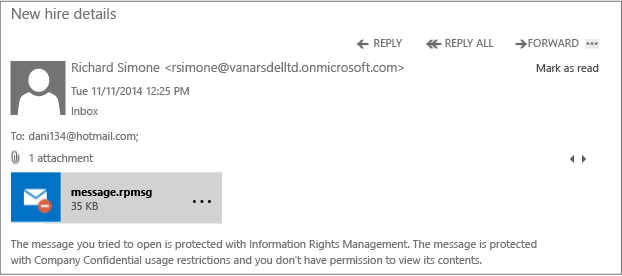 New hire details
REPLY REPLY ALL FORWARD ...
Richard Simone <rsimone@vanarsdelltd.onmicrosoft.com> Mark as read
Tue 11/11/2014 12:25 PM
Inbox
To: dani134@hotmail.com;
1 attachment
message.rpmsg
35 KB ...
The message you tried to open is protected with Information Rights Management. The message is protected
with Company Confidential usage restrictions and you don't have permission to view its contents.